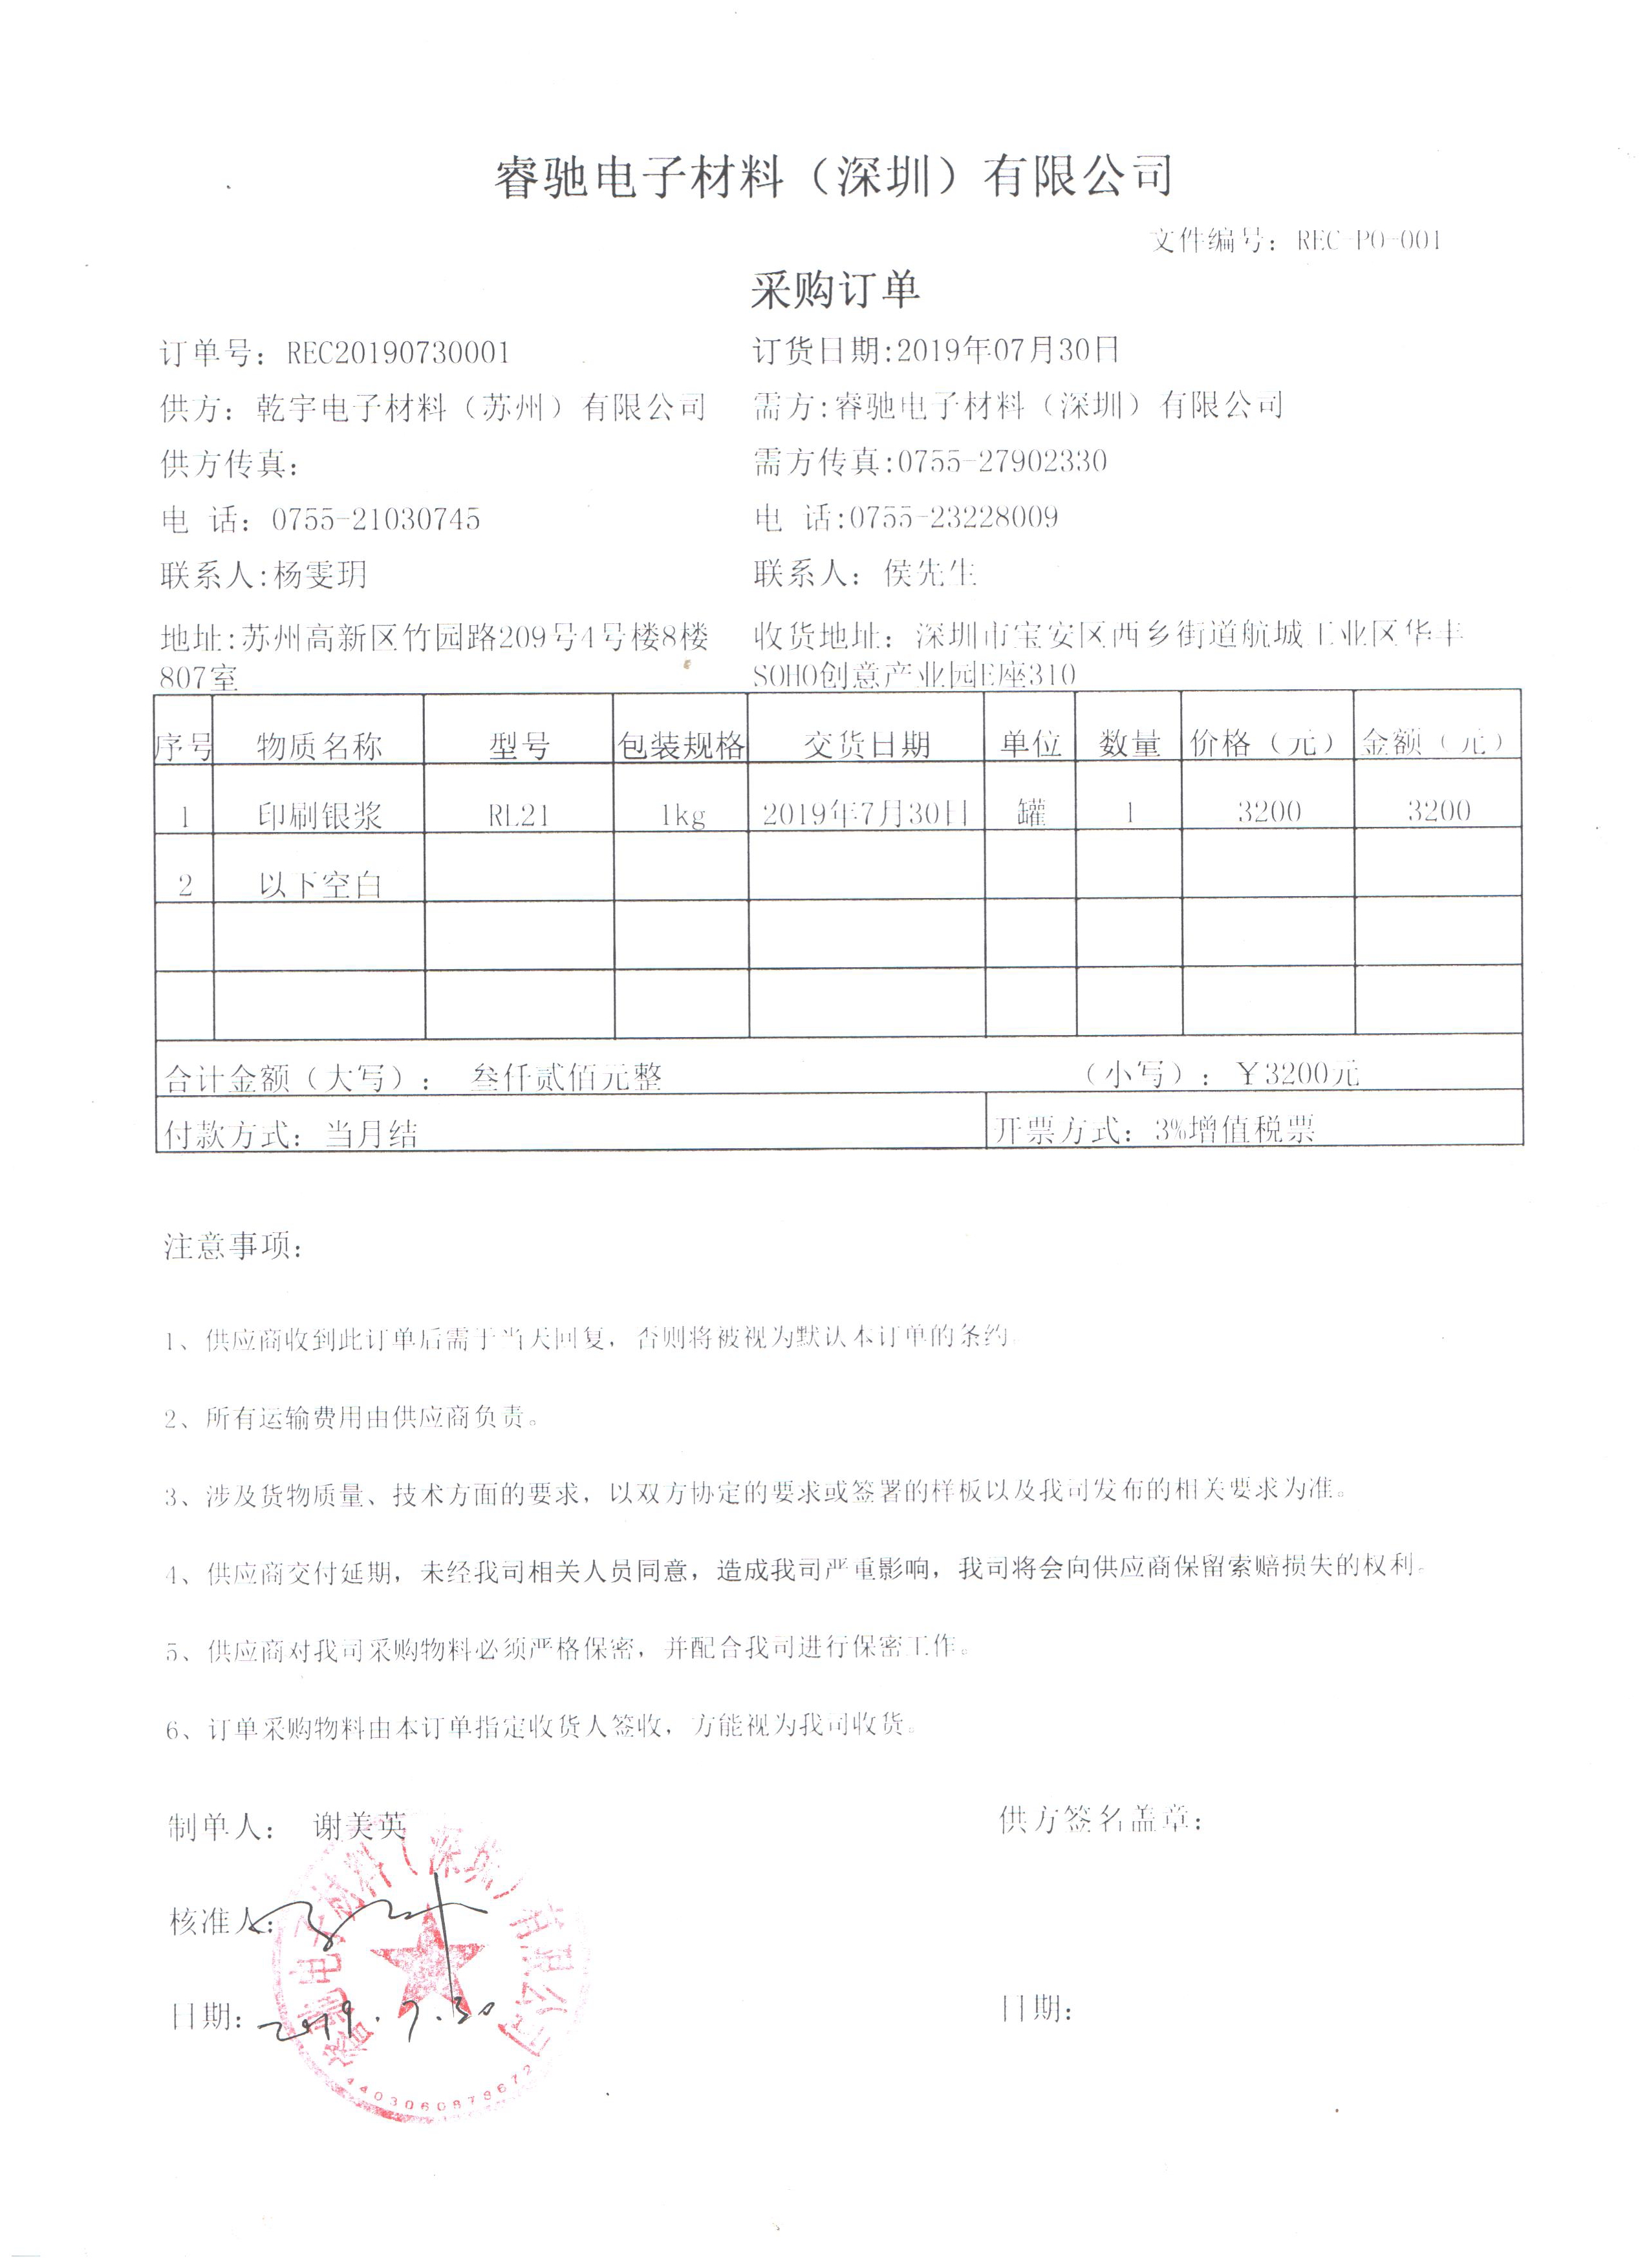 睿驰电子材料（深圳）有限公司
文件编号：REC-PO-001
采购订单
订单号：REC20190730001 订货日期:2019年07月30日
供方：乾宇电子材料（苏州）有限公司 需方:睿驰电子材料（深圳）有限公司
供方传真： 需方传真:0755-27902330
电 话：0755-21030745 电 话:0755-23228009
联系人:杨雯玥 联系人：侯先生
地址:苏州高新区竹园路209号4号楼8楼 收货地址：深圳市宝安区西乡街道航城工业区华丰
807室 SOHO创意产业园E座310
序号 物质名称 型号 包装规格 交货日期 单位 数量 价格（元） 金额（元）
1 印刷银浆 RL21 1kg 2019年7月30日 罐 1 3200 3200
2 以下空白
合计金额（大写）： 叁仟贰佰元整 （小写）：￥3200元
付款方式：当月结 开票方式：3%增值税票
注意事项：
1、供应商收到此订单后需于当天回复，否则将被视为默认本订单的条约。
2、所有运输费用由供应商负责。
3、涉及货物质量、技术方面的要求，以双方协定的要求或签署的样板以及我司发布的相关要求为准。
4、供应商交付延期，未经我司相关人员同意，造成我司严重影响，我司将会向供应商保留索赔损失的权利。
5、供应商对我司采购物料必须严格保密，并配合我司进行保密工作。
6、订单采购物料由本订单指定收货人签收，方能视为我司收货。
制单人： 谢美英 供方签名盖章：
核准人：
日期：2019.7.30 日期：
睿驰电子材料（深圳）有限公司
4403060878672